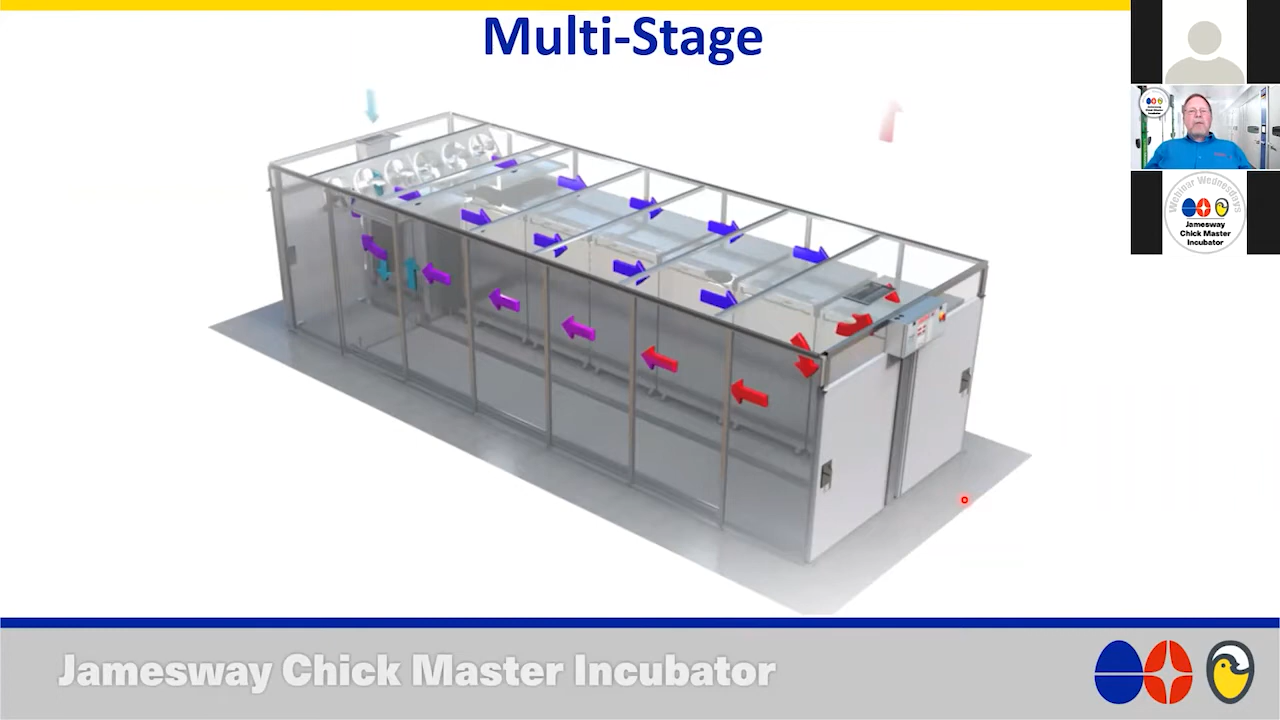 Multi-Stage
Webinar Wednesdays
Jamesway
Chick Master
Incubator
Jamesway Chick Master Incubator